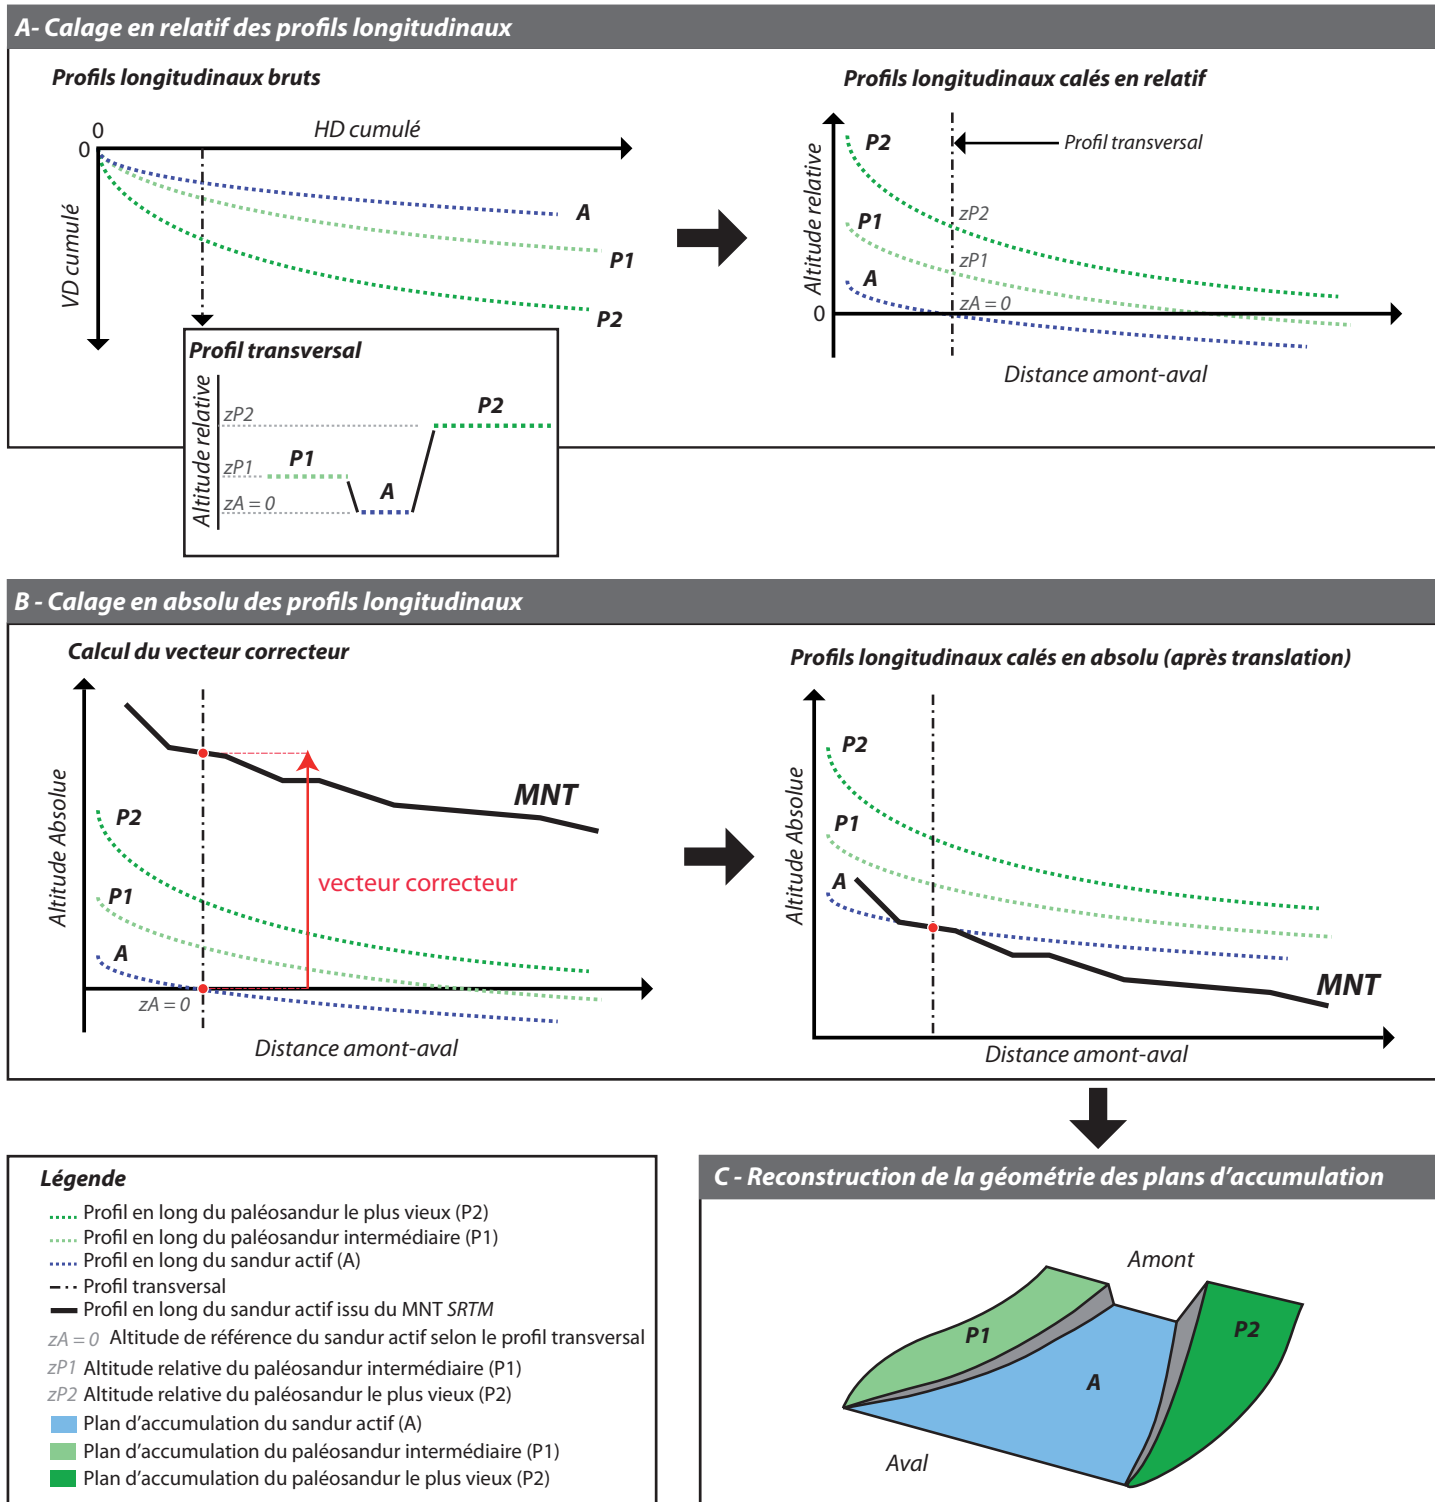 A- Calage en relatif des profils longitudinaux
Profils longitudinaux bruts
0
HD cumulé
0
VD cumulé
A
P1
P2
Profil transversal
Altitude relative
zP2
P2
zP1
P1
zA = 0
A
Profils longitudinaux calés en relatif
Altitude relative
P2
Profil transversal
P1
zP2
zP1
A
zA = 0
0
Distance amont-aval
B - Calage en absolu des profils longitudinaux
Calcul du vecteur correcteur
Altitude Absolue
MNT
P2
vecteur correcteur
P1
A
zA = 0
Distance amont-aval
Profils longitudinaux calés en absolu (après translation)
Altitude Absolue
P2
P1
A
MNT
Distance amont-aval
Légende
Profil en long du paléosandur le plus vieux (P2)
Profil en long du paléosandur intermédiaire (P1)
Profil en long du sandur actif (A)
Profil transversal
Profil en long du sandur actif issu du MNT SRTM
zA = 0 Altitude de référence du sandur actif selon le profil transversal
zP1 Altitude relative du paléosandur intermédiaire (P1)
zP2 Altitude relative du paléosandur le plus vieux (P2)
Plan d'accumulation du sandur actif (A)
Plan d'accumulation du paléosandur intermédiaire (P1)
Plan d'accumulation du paléosandur le plus vieux (P2)
C - Reconstruction de la géométrie des plans d'accumulation
Amont
P1
P2
A
Aval